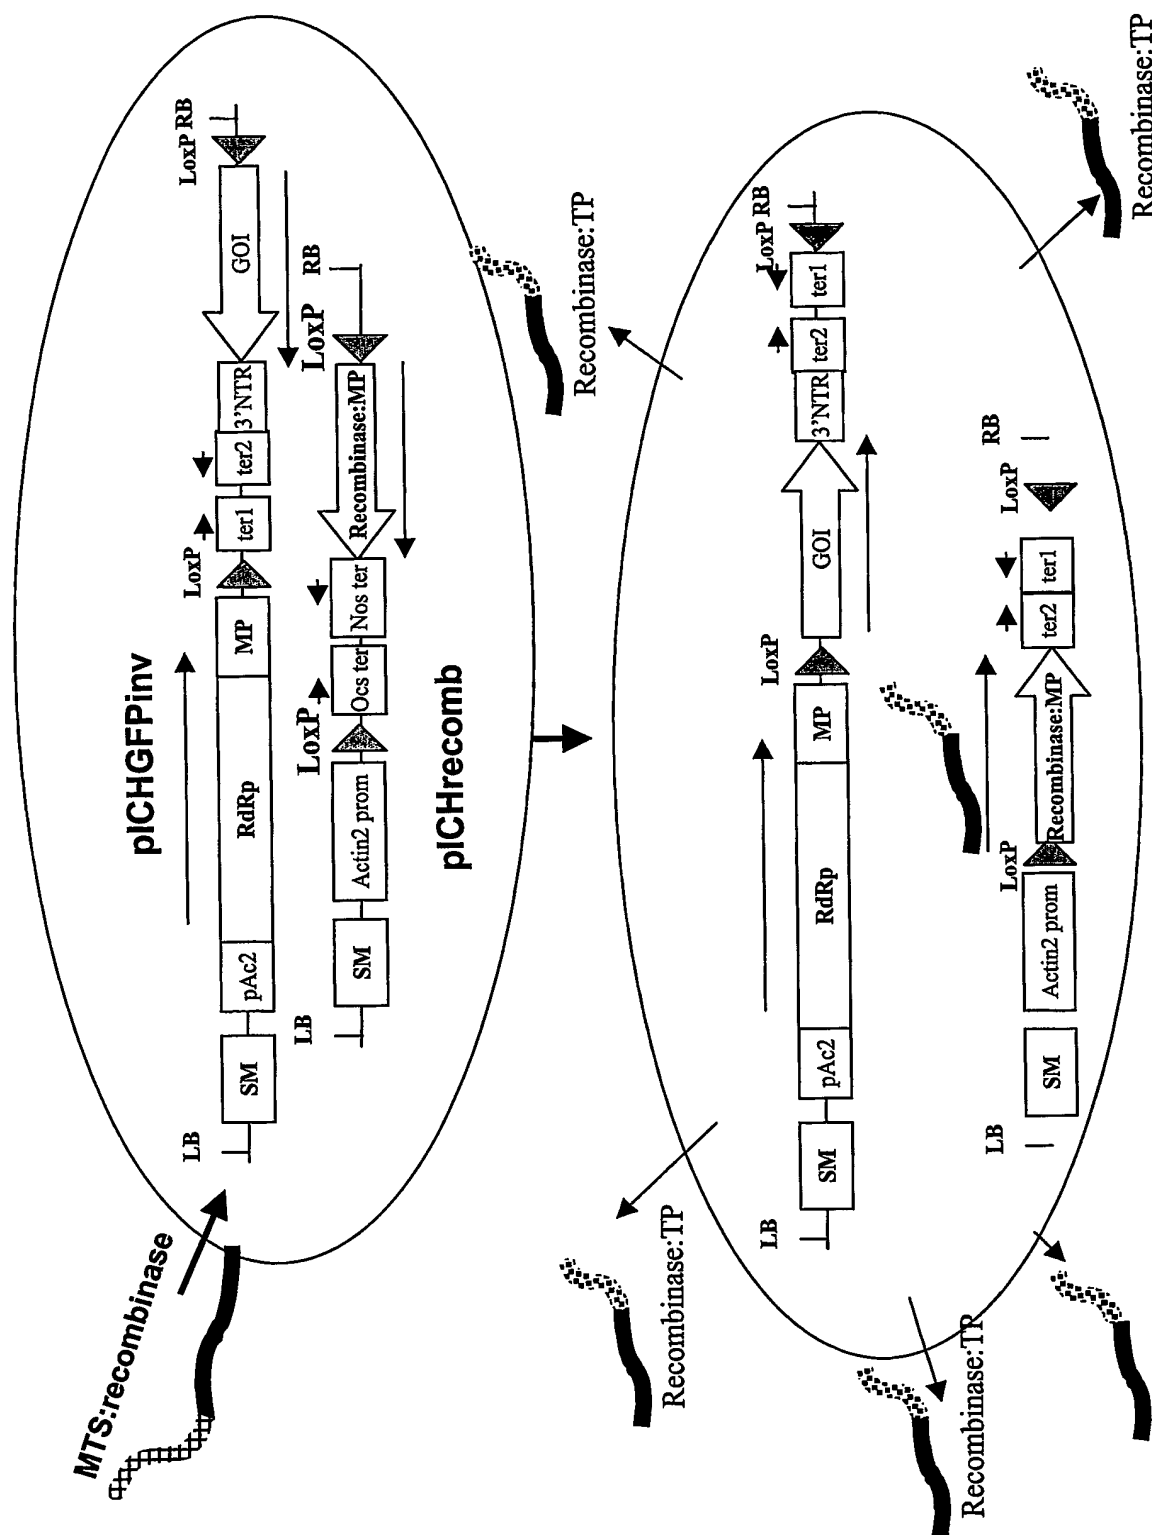 MTS:recombinase
pICHGFPinv
LB
SM
pAc2
RdRp
MP
LoxP
ter1
ter2
3'NTR
GOI
LoxP RB
LB
SM
Actin2 prom
LoxP
Ocs ter
Nos ter
Recombinase:MP
LoxP
RB
pICHrecomb
Recombinase:TP
Recombinase:TP
LB
SM
pAc2
RdRp
MP
LoxP
GOI
3'NTR
ter2
ter1
LoxP RB
LB
SM
Actin2 prom
LoxP
Recombinase:MP
ter2
ter1
LoxP
RB
Recombinase:TP
Recombinase:TP